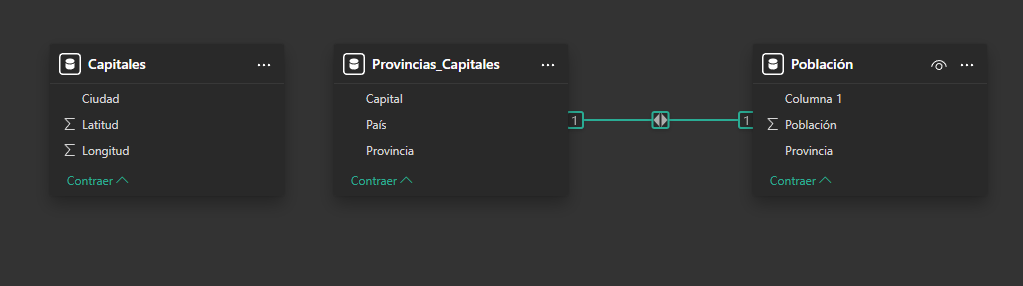 Capitales
Ciudad
Latitud
Longitud
Contraer
Provincias_Capitales
Capital
País
Provincia
Contraer
1
1
Población
Columna 1
Población
Provincia
Contraer